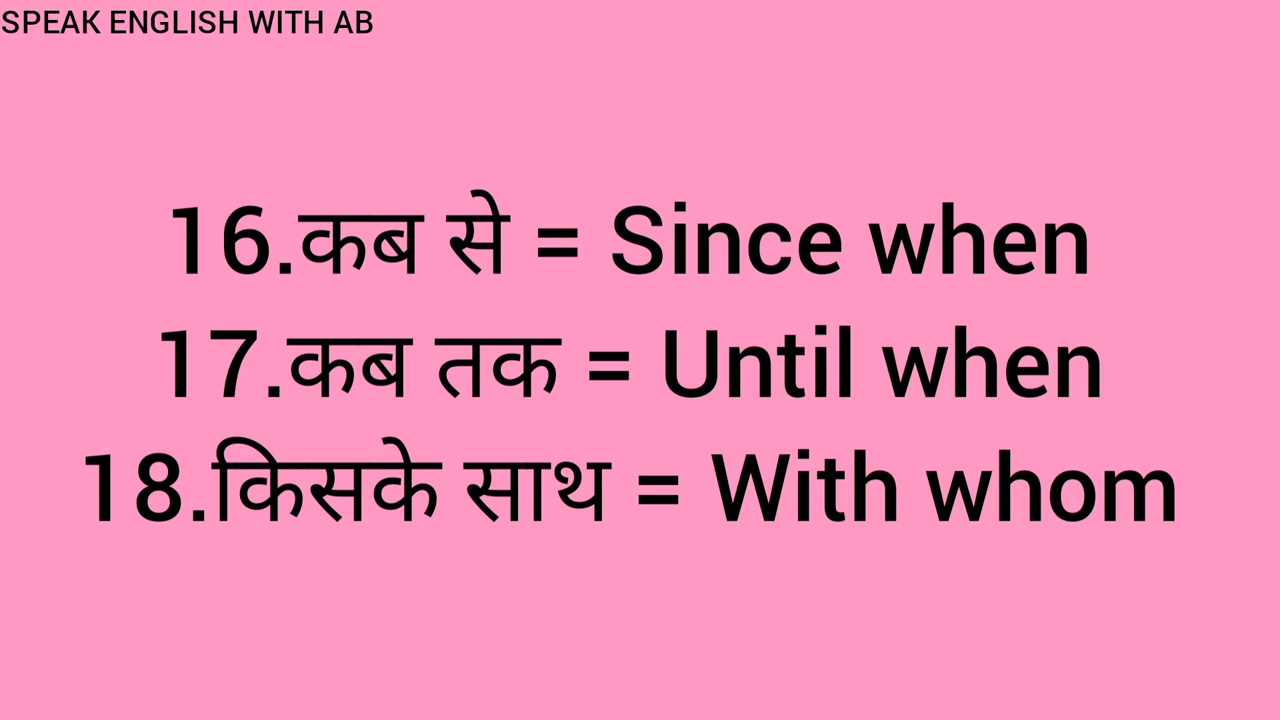 SPEAK ENGLISH WITH AB
16.कब से = Since when
17.कब तक = Until when
18.किसके साथ = With whom